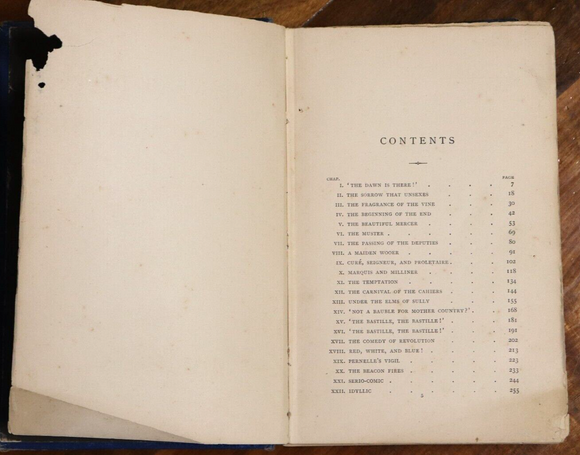 CONTENTS
CHAP. PAGE
I. 'THE DAWN IS THERE!' . . . . 7
II. THE SORROW THAT UNSEXES . . . 18
III. THE FRAGRANCE OF THE VINE . . . 30
IV. THE BEGINNING OF THE END . . . 42
V. THE BEAUTIFUL MERCER . . . . 53
VI. THE MUSTER . . . . . . 69
VII. THE PASSING OF THE DEPUTIES . . . 80
VIII. A MAIDEN WOOER . . . . . 91
IX. CURÉ, SEIGNEUR, AND PROLETAIRE . . . 102
X. MARQUIS AND MILLINER . . . . 118
XI. THE TEMPTATION . . . . . 134
XII. THE CARNIVAL OF THE CAHIERS . . . 144
XIII. UNDER THE ELMS OF SULLY . . . 155
XIV. 'NOT A BAUBLE FOR MOTHER COUNTRY?' . . 168
XV. 'THE BASTILLE, THE BASTILLE!' . . . 181
XVI. 'THE BASTILLE, THE BASTILLE!' . . . 191
XVII. THE COMEDY OF REVOLUTION . . . 202
XVIII. RED, WHITE, AND BLUE! . . . . 213
XIX. PERNELLE'S VIGIL . . . . . 223
XX. THE BEACON FIRES . . . . . 233
XXI. SERIO-COMIC . . . . . 244
XXII. IDYLLIC . . . . . . 255